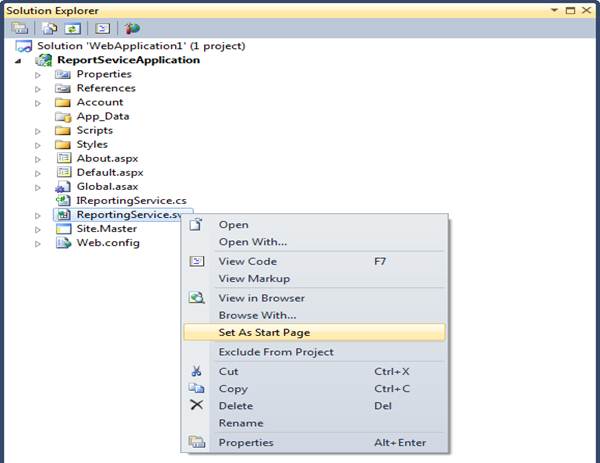 Solution Explorer
Solution 'WebApplication1' (1 project)
ReportSeviceApplication
Properties
References
Account
App_Data
Scripts
Styles
About.aspx
Default.aspx
Global.asax
IReportingService.cs
ReportingService.sv
Site.Master
Web.config
Open
Open With...
View Code F7
View Markup
View in Browser
Browse With...
Set As Start Page
Exclude From Project
Cut Ctrl+X
Copy Ctrl+C
Delete Del
Rename
Properties Alt+Enter